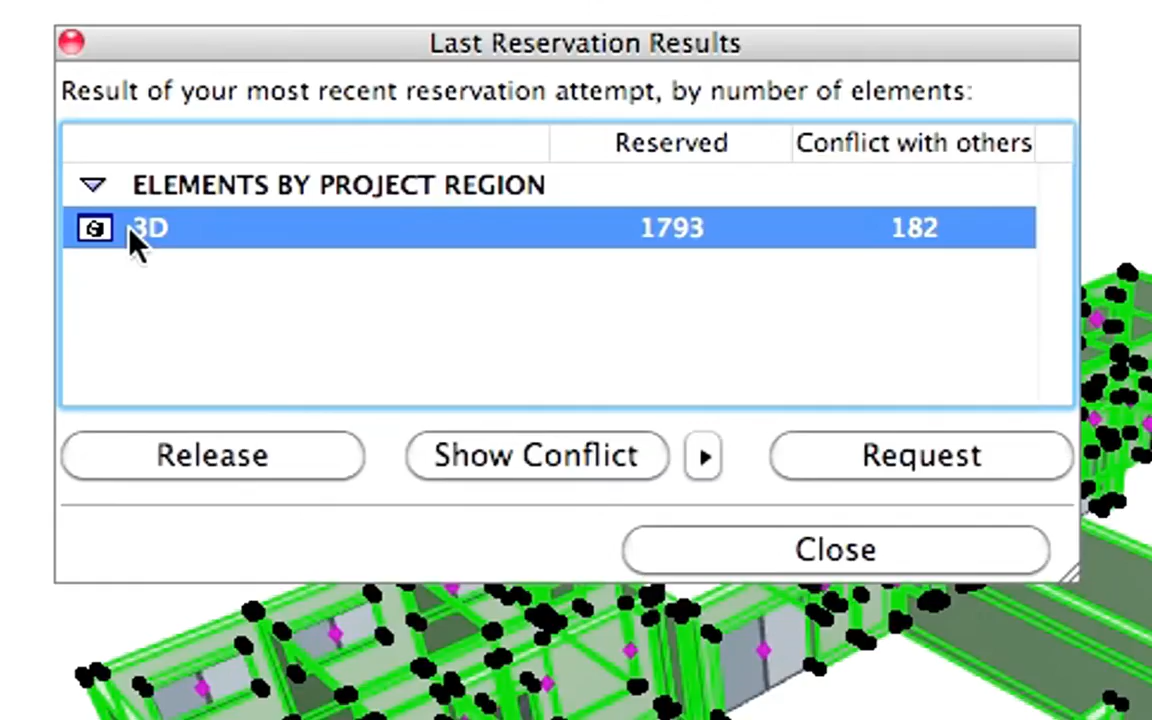 Last Reservation Results
Result of your most recent reservation attempt, by number of elements:
Reserved Conflict with others
ELEMENTS BY PROJECT REGION
3D 1793 182
Release Show Conflict Request
Close